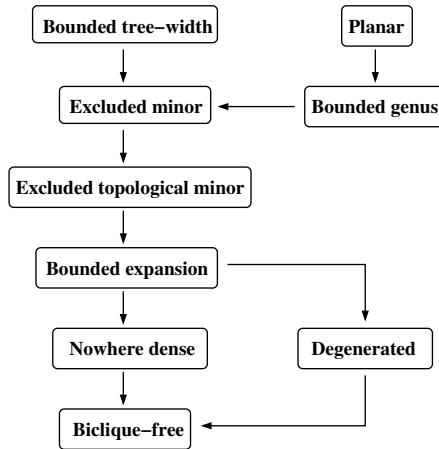 Bounded tree−width
Planar
Excluded minor
Bounded genus
Excluded topological minor
Bounded expansion
Nowhere dense
Degenerated
Biclique−free